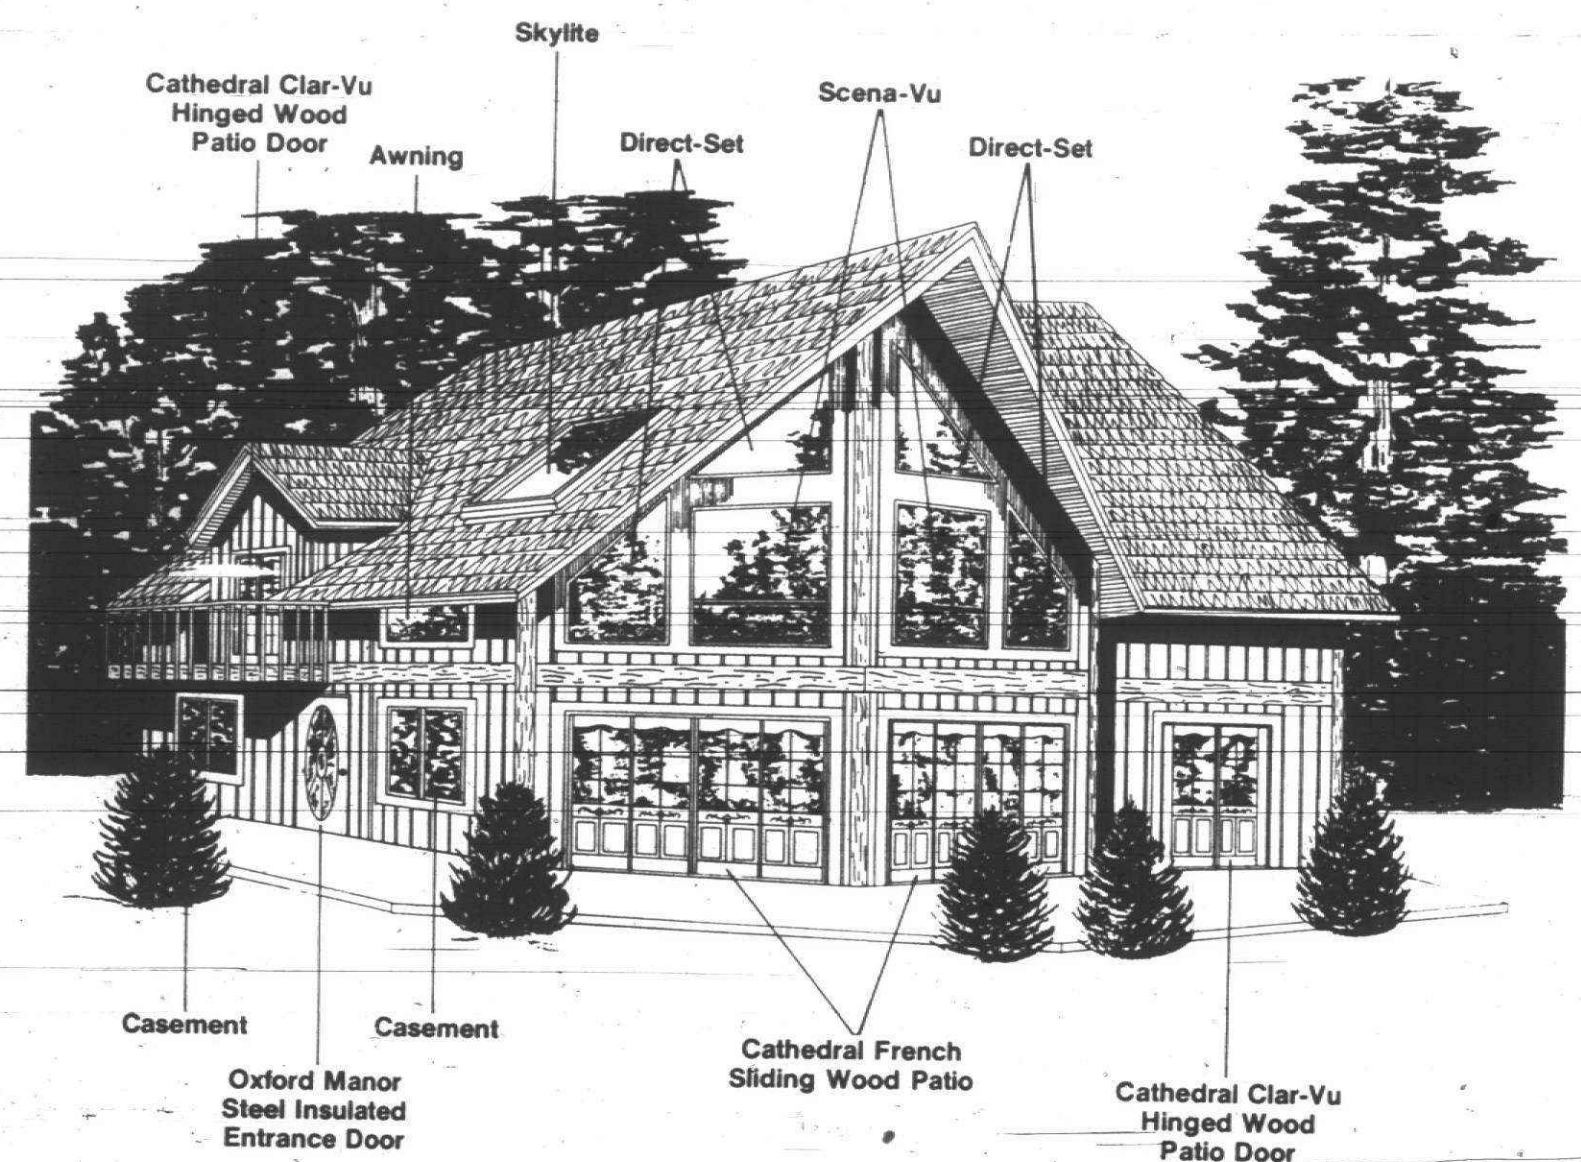 Skylite
Cathedral Clar-Vu
Hinged Wood
Patio Door
Awning
Direct-Set
Scena-Vu
Direct-Set
Casement
Oxford Manor
Steel Insulated
Entrance Door
Casement
Cathedral French
Sliding Wood Patio
Cathedral Clar-Vu
Hinged Wood
Patio Door